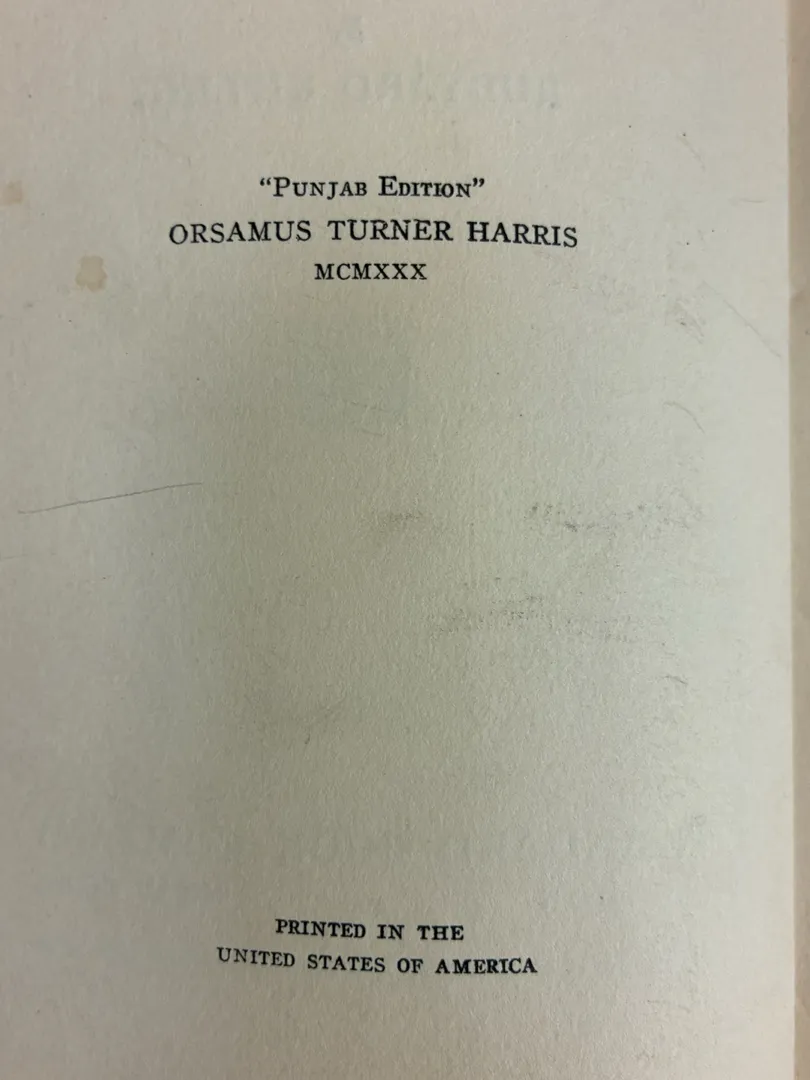 “Punjab Edition”
ORSAMUS TURNER HARRIS
MCMXXX
PRINTED IN THE
UNITED STATES OF AMERICA